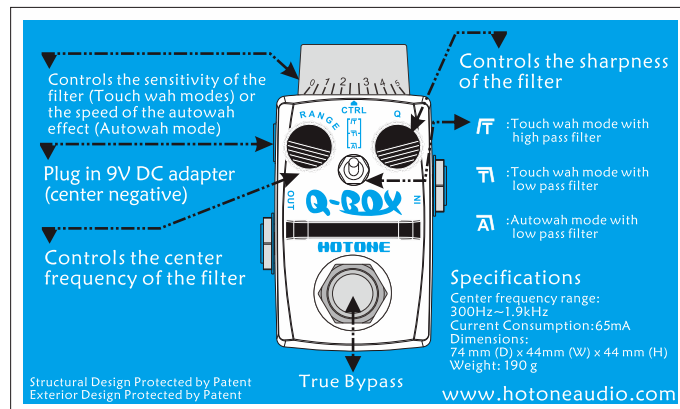 Controls the sensitivity of the
filter (Touch wah modes) or
the speed of the autowah
effect (Autowah mode)
Plug in 9V DC adapter
(center negative)
Controls the center
frequency of the filter
0 1 2 3 4 5
CTRL
RANGE
Q
T
T
A
OUT
IN
Q-BOX
HOTONE
True Bypass
Controls the sharpness
of the filter
T :Touch wah mode with
high pass filter
T :Touch wah mode with
low pass filter
A :Autowah mode with
low pass filter
Specifications
Center frequency range:
300Hz~1.9kHz
Current Consumption:65mA
Dimensions:
74 mm (D) x 44mm (W) x 44 mm (H)
Weight: 190 g
Structural Design Protected by Patent
Exterior Design Protected by Patent
www.hotoneaudio.com